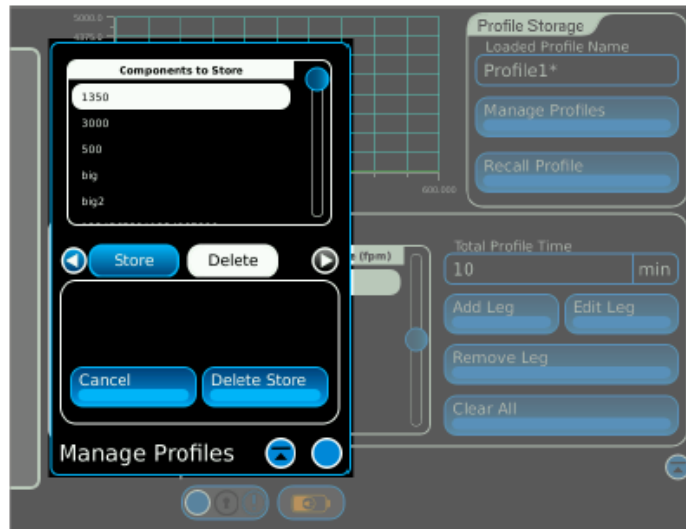 5000.0
4375.0
Profile Storage
Loaded Profile Name
Profile1*
Manage Profiles
Recall Profile
600.000
Components to Store
1350
3000
500
big
big2
Store
Delete
Cancel
Delete Store
Manage Profiles
(fpm)
Total Profile Time
10
min
Add Leg
Edit Leg
Remove Leg
Clear All